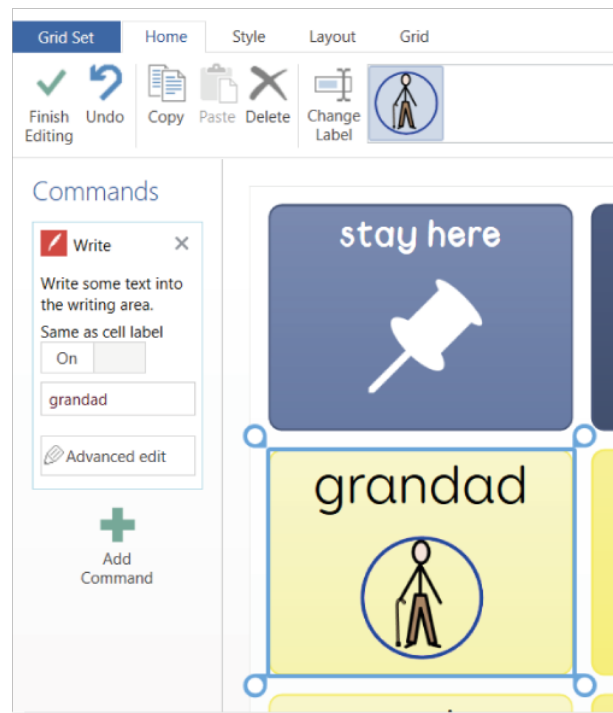 Grid Set Home Style Layout Grid
Finish Editing Undo Copy Paste Delete Change Label
Commands
Write
Write some text into
the writing area.
Same as cell label
On
grandad
Advanced edit
Add
Command
stay here
grandad